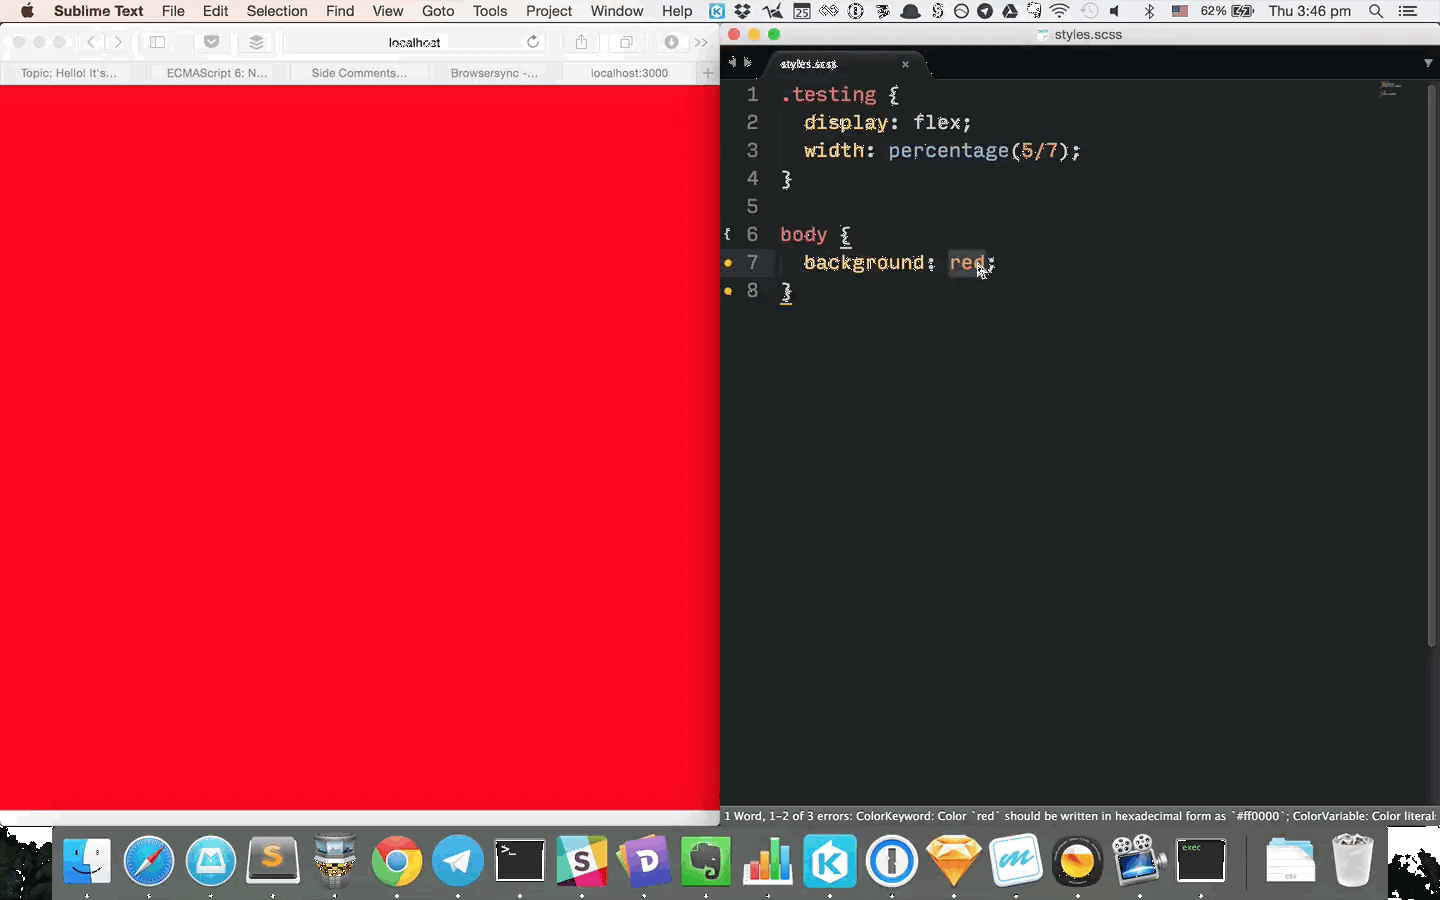 Sublime Text File Edit Selection Find View Goto Tools Project Window Help 25 62% Thu 3:46 pm
localhost
Topic: Hello! It's... ECMAScript 6: N... Side Comments... Browsersync -... localhost:3000
styles.scss
styles.scss
1 .testing {
2 display: flex;
3 width: percentage(5/7);
4 }
5
6 body {
7 background: red;
8 }
1 Word, 1-2 of 3 errors: ColorKeyword: Color `red` should be written in hexadecimal form as `#ff0000`; ColorVariable: Color literal
exec
CSV